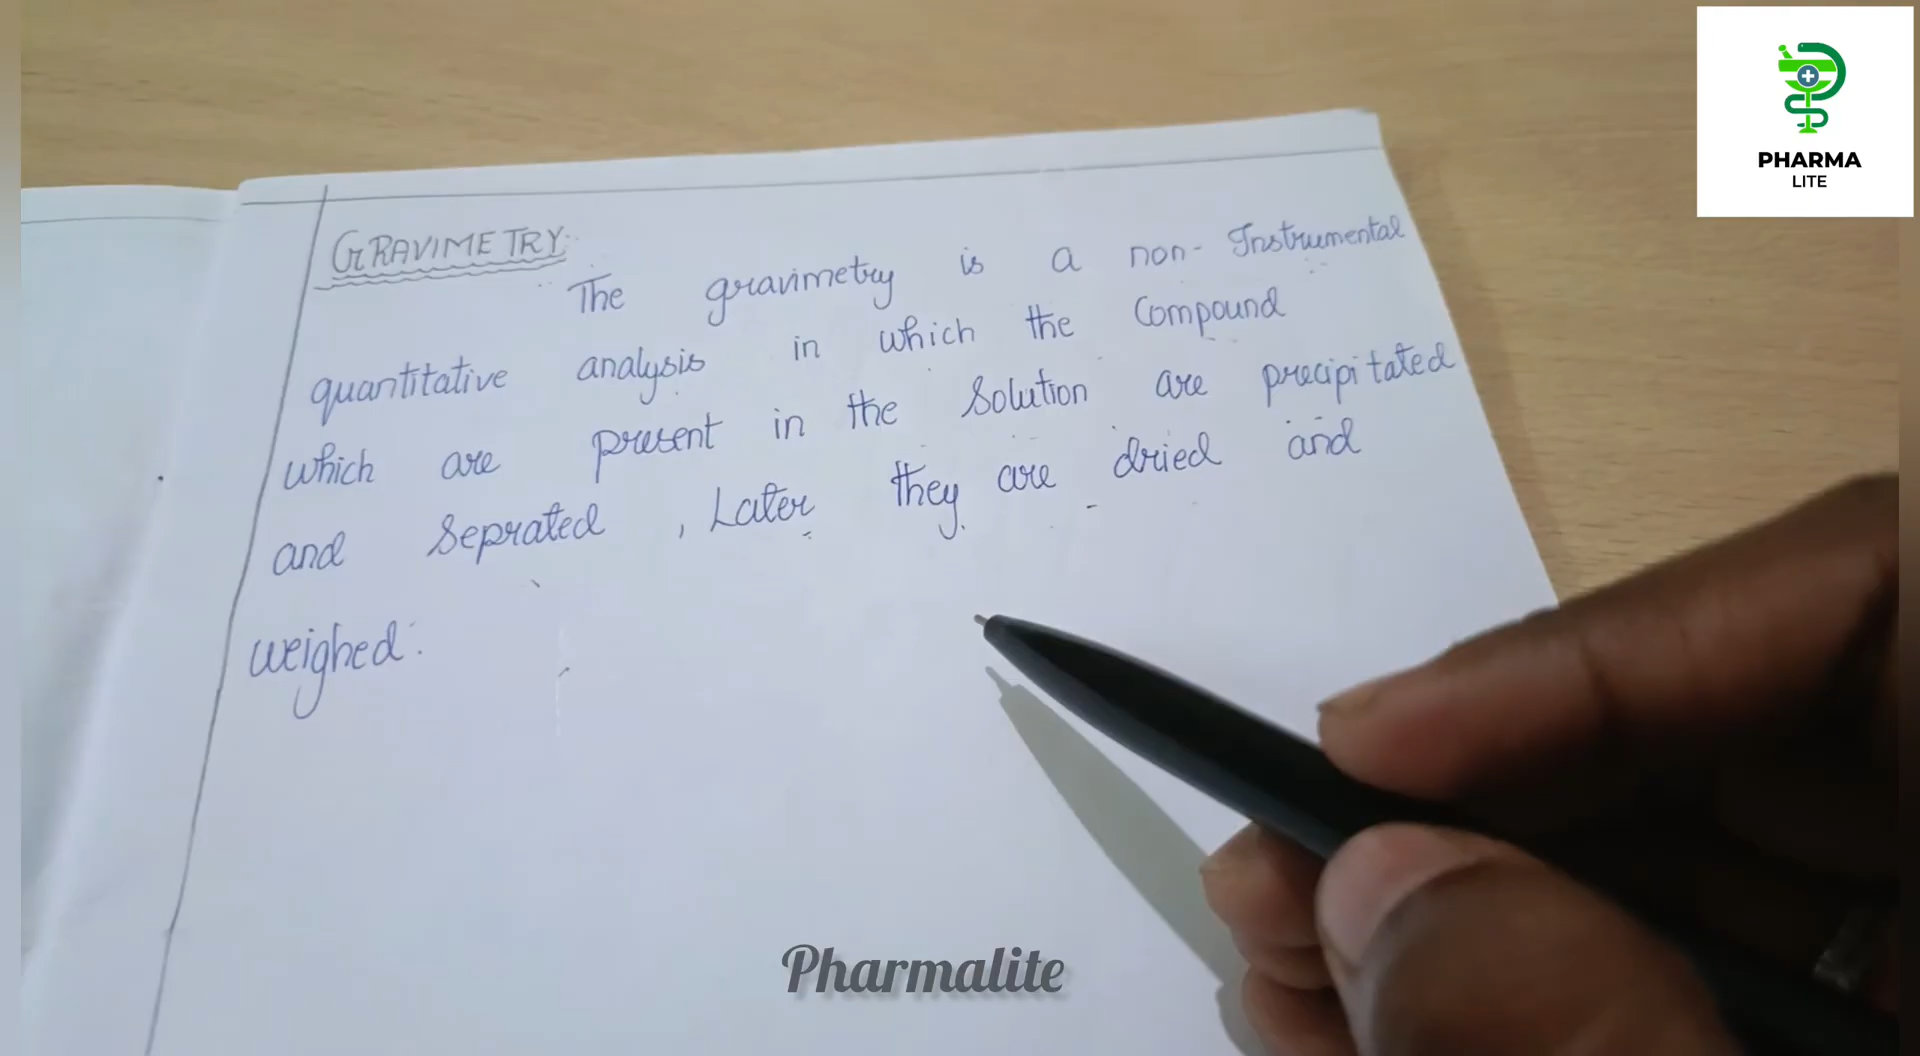 PHARMA
LITE
GRAVIMETRY:
The gravimetry is a non-Instrumental
quantitative analysis in which the Compound
which are present in the Solution are precipitated
and Seprated , Later they are dried and
weighed.
Pharmalite